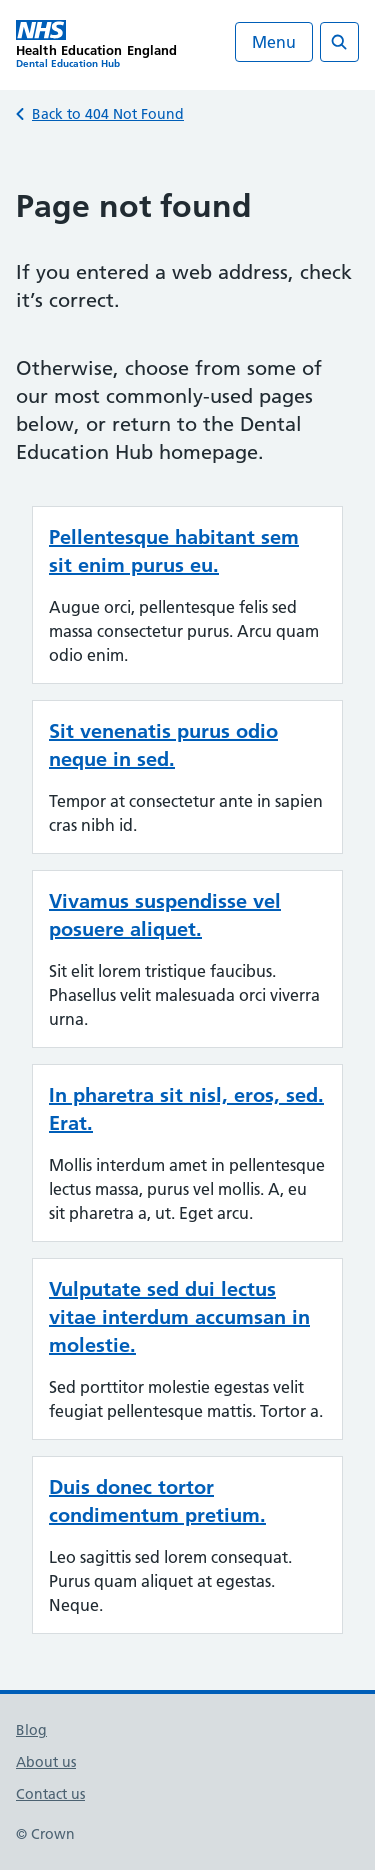 NHS
Health Education England
Dental Education Hub
Menu
Back to 404 Not Found
Page not found
If you entered a web address, check
it’s correct.
Otherwise, choose from some of
our most commonly-used pages
below, or return to the Dental
Education Hub homepage.
Pellentesque habitant sem
sit enim purus eu.
Augue orci, pellentesque felis sed
massa consectetur purus. Arcu quam
odio enim.
Sit venenatis purus odio
neque in sed.
Tempor at consectetur ante in sapien
cras nibh id.
Vivamus suspendisse vel
posuere aliquet.
Sit elit lorem tristique faucibus.
Phasellus velit malesuada orci viverra
urna.
In pharetra sit nisl, eros, sed.
Erat.
Mollis interdum amet in pellentesque
lectus massa, purus vel mollis. A, eu
sit pharetra a, ut. Eget arcu.
Vulputate sed dui lectus
vitae interdum accumsan in
molestie.
Sed porttitor molestie egestas velit
feugiat pellentesque mattis. Tortor a.
Duis donec tortor
condimentum pretium.
Leo sagittis sed lorem consequat.
Purus quam aliquet at egestas.
Neque.
Blog
About us
Contact us
© Crown